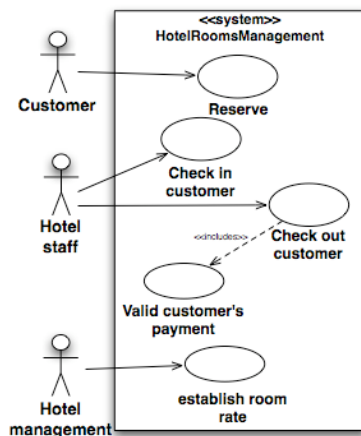 <<system>>
HotelRoomsManagement
Customer
Reserve
Check in
customer
Hotel
staff
<<includes>>
Check out
customer
Valid customer's
payment
Hotel
management
establish room
rate